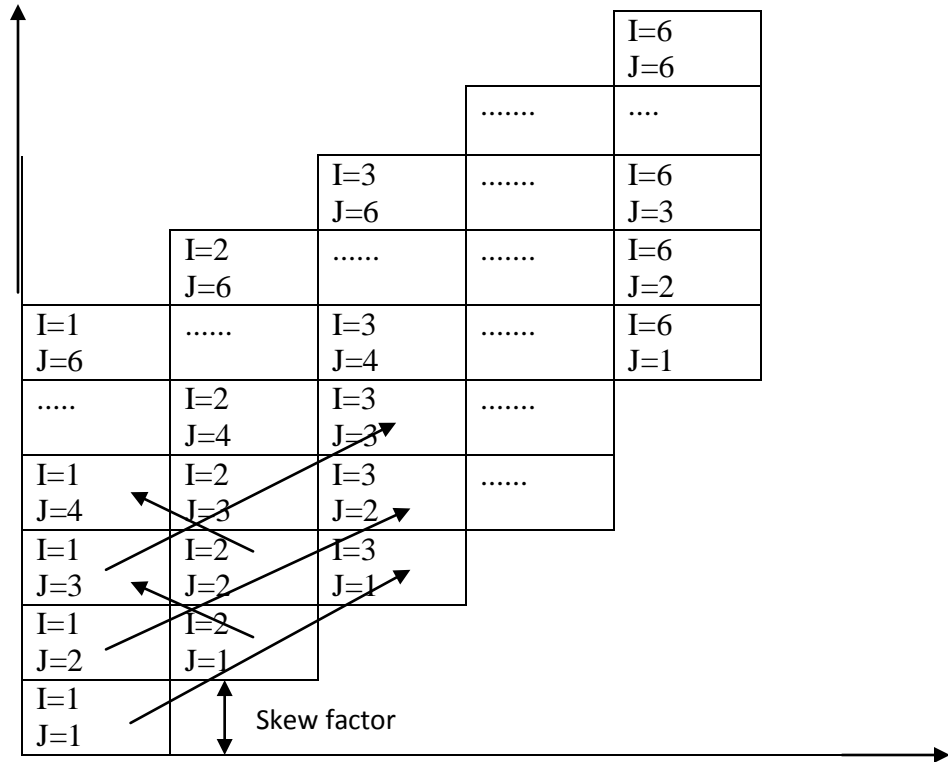 I=6
J=6
.......
....
I=3
J=6
.......
I=6
J=3
I=2
J=6
......
.......
I=6
J=2
I=1
J=6
......
I=3
J=4
.......
I=6
J=1
.....
I=2
J=4
I=3
J=3
.......
I=1
J=4
I=2
J=3
I=3
J=2
......
I=1
J=3
I=2
J=2
I=3
J=1
I=1
J=2
I=2
J=1
I=1
J=1
Skew factor